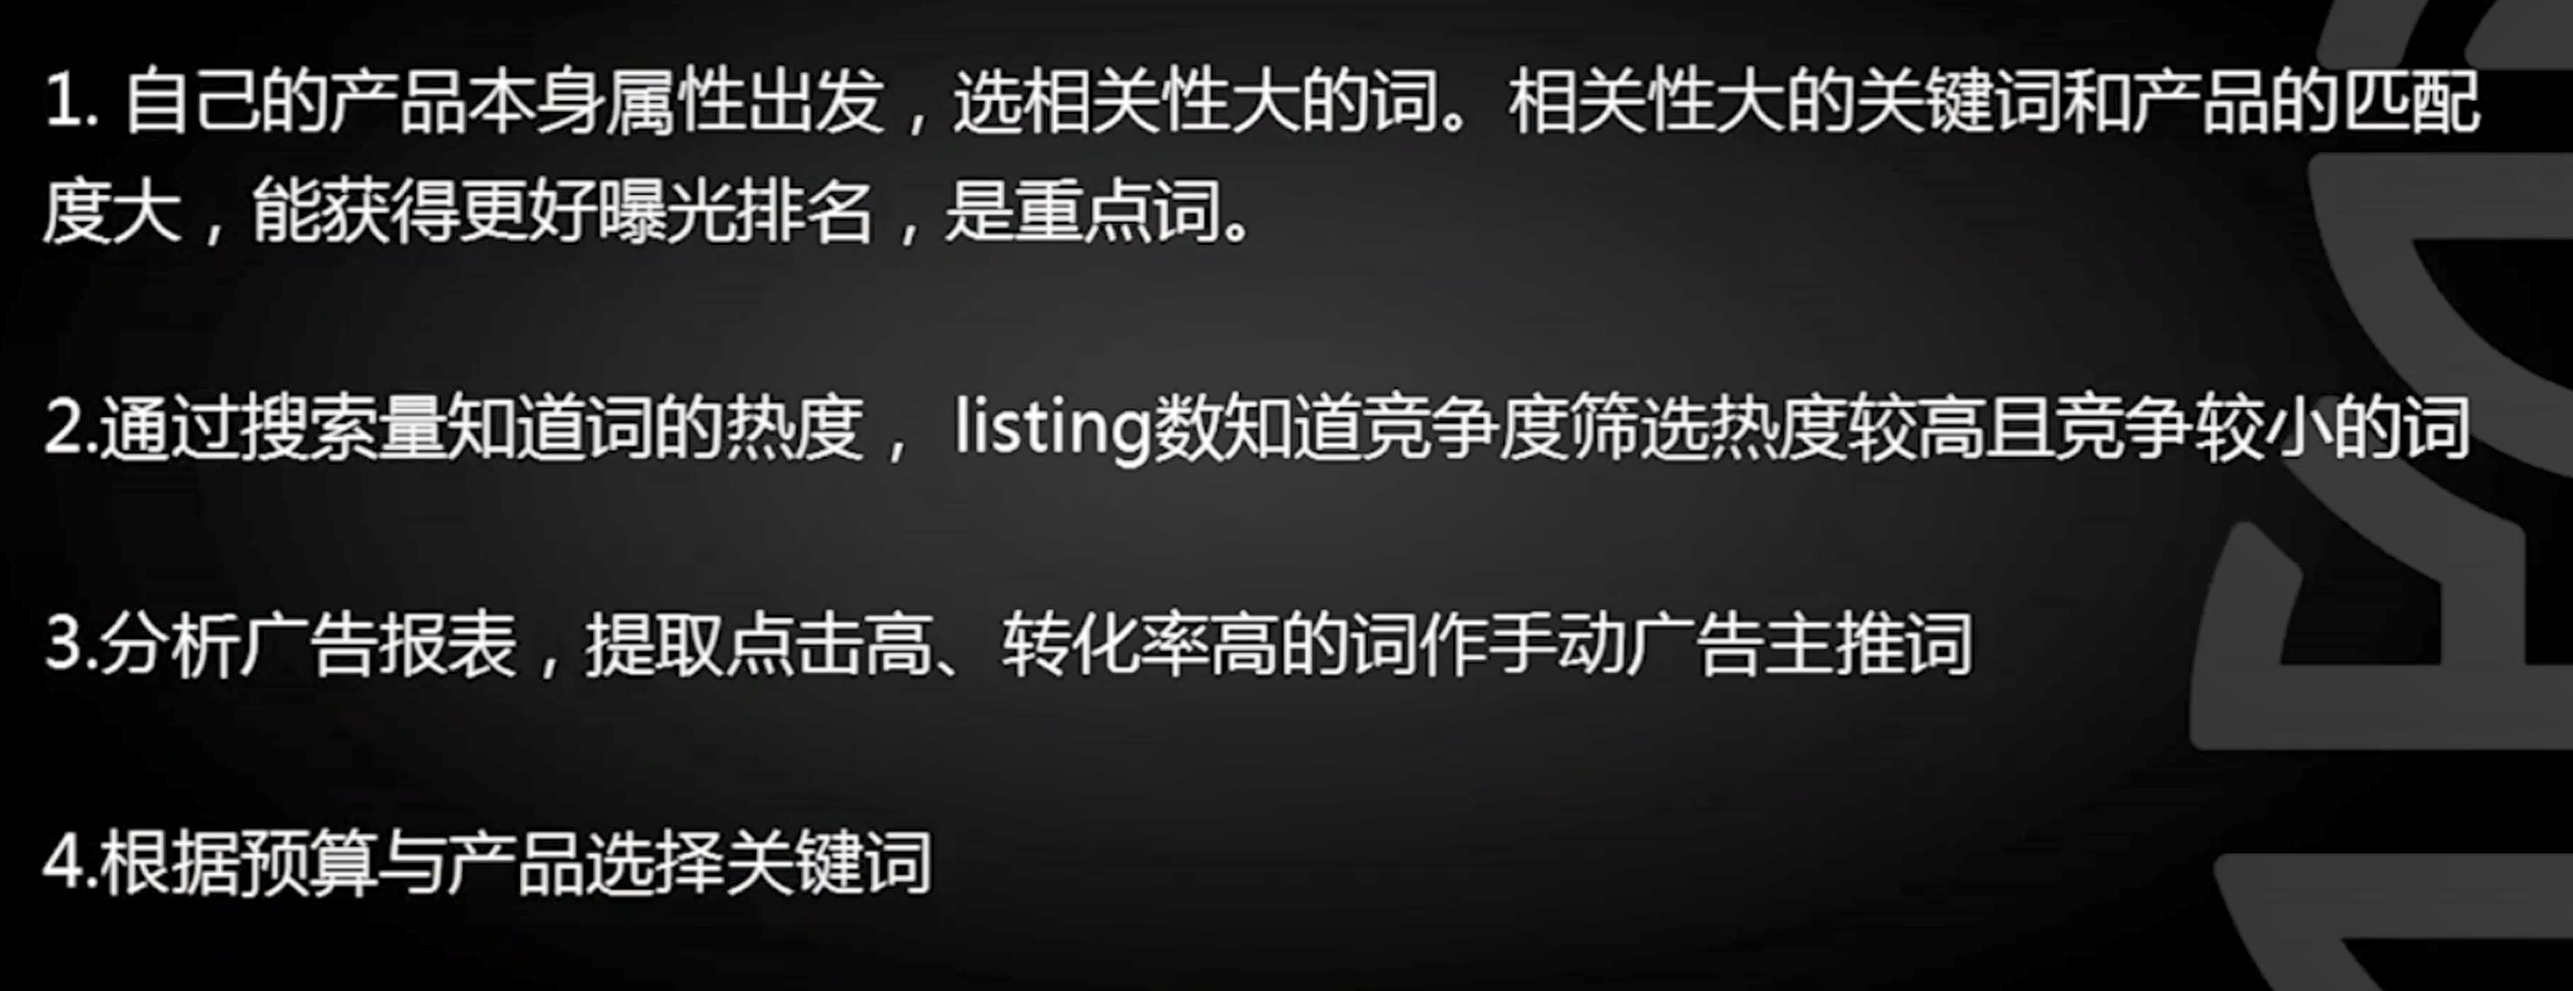 1. 自己的产品本身属性出发，选相关性大的词。相关性大的关键词和产品的匹配
度大，能获得更好曝光排名，是重点词。
2.通过搜索量知道词的热度， listing数知道竞争度筛选热度较高且竞争较小的词
3.分析广告报表，提取点击高、转化率高的词作手动广告主推词
4.根据预算与产品选择关键词